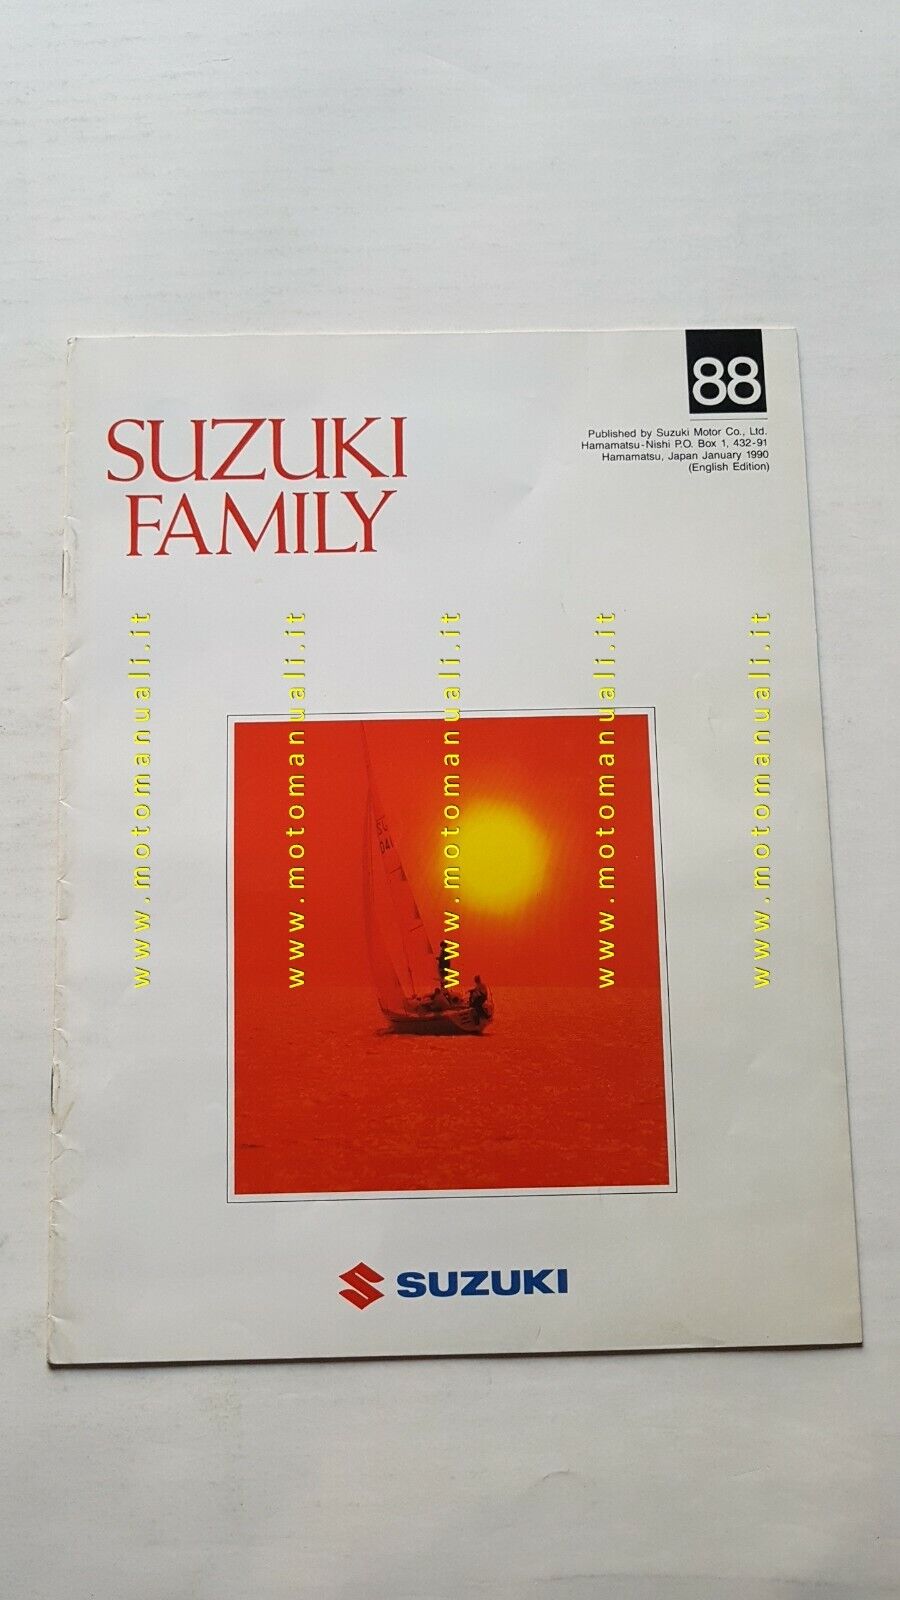 88
Published by Suzuki Motor Co., Ltd.
Hamamatsu-Nishi P.O. Box 1, 432-91
Hamamatsu, Japan January 1990
(English Edition)
SUZUKI
FAMILY
www.motomanuali.it
www.motomanuali.it
www.motomanuali.it
www.motomanuali.it
www.motomanuali.it
SUZUKI